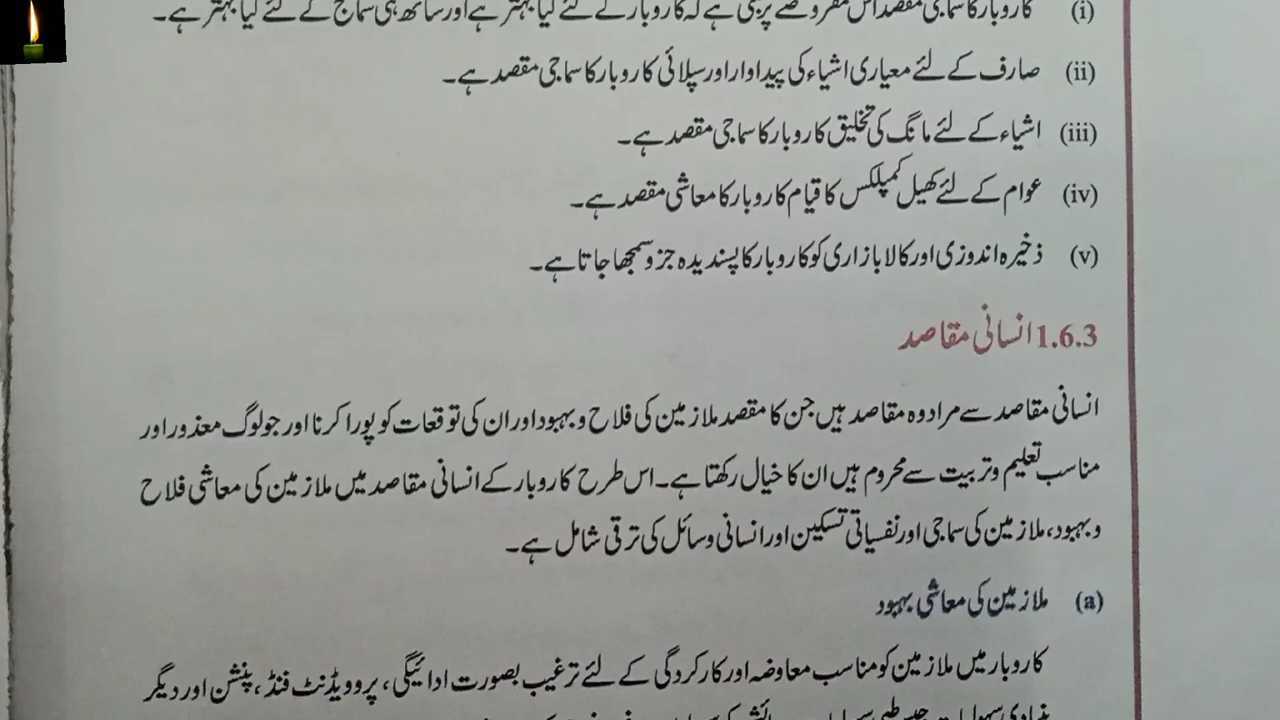 (i) کاروبار کا سماجی مقصد اس مفروضے پر مبنی ہے کہ کاروبار کے لئے کیا بہتر ہے اور ساتھ ہی سماج کے لئے کیا بہتر ہے۔
(ii) صارف کے لئے معیاری اشیاء کی پیداوار اور سپلائی کاروبار کا سماجی مقصد ہے۔
(iii) اشیاء کے لئے مانگ کی تخلیق کاروبار کا سماجی مقصد ہے۔
(iv) عوام کے لئے کھیل کمپلکس کا قیام کاروبار کا معاشی مقصد ہے۔
(v) ذخیرہ اندوزی اور کالا بازاری کو کاروبار کا پسندیدہ جزو سمجھا جاتا ہے۔
1.6.3 انسانی مقاصد
انسانی مقاصد سے مراد وہ مقاصد ہیں جن کا مقصد ملازمین کی فلاح و بہبود اور ان کی توقعات کو پورا کرنا اور جو لوگ معذور اور
مناسب تعلیم و تربیت سے محروم ہیں ان کا خیال رکھتا ہے۔ اس طرح کاروبار کے انسانی مقاصد میں ملازمین کی معاشی فلاح
و بہبود، ملازمین کی سماجی اور نفسیاتی تسکین اور انسانی وسائل کی ترقی شامل ہے۔
(a) ملازمین کی معاشی بہبود
کاروبار میں ملازمین کو مناسب معاوضہ اور کارکردگی کے لئے ترغیب بصورت ادائیگی، پروویڈنٹ فنڈ، پنشن اور دیگر